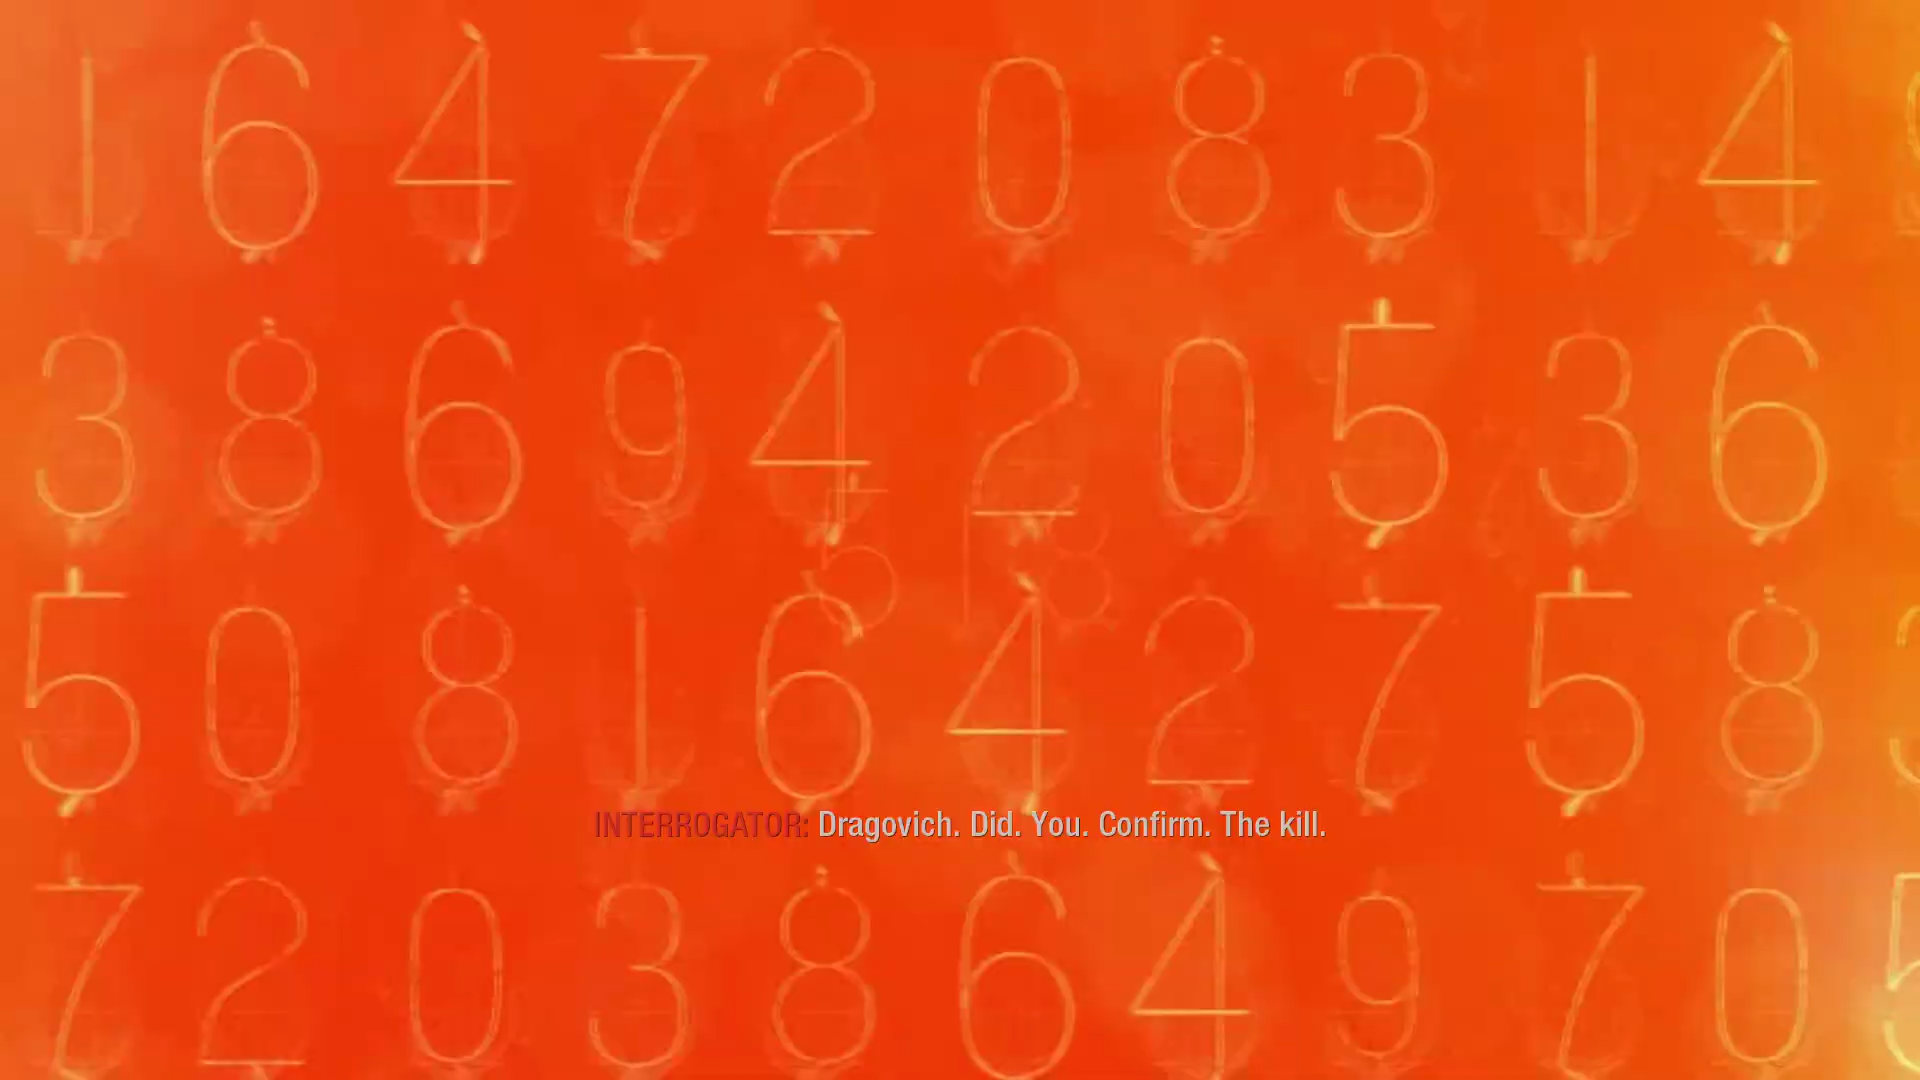 1 6 4 7 2 0 8 3 1 4
3 8 6 9 4 2 0 5 3 6
5 0 8 1 6 4 2 7 5 8
INTERROGATOR: Dragovich. Did. You. Confirm. The kill.
7 2 0 3 8 6 4 9 7 0 5